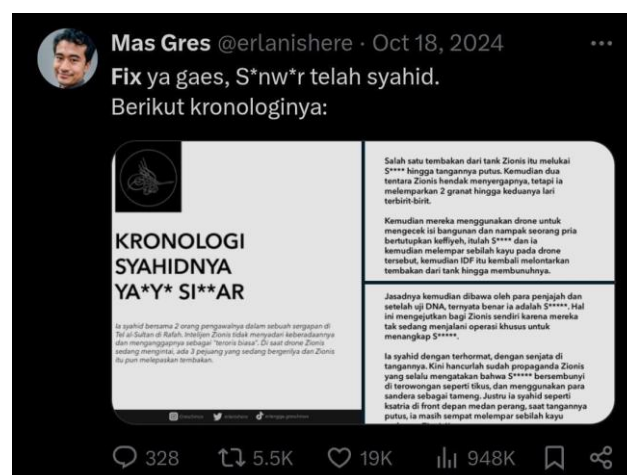 Mas Gres @erlanishere · Oct 18, 2024
Fix ya gaes, S*nw*r telah syahid.
Berikut kronologinya:
KRONOLOGI
SYAHIDNYA
YA*Y* SI**AR
Ia syahid bersama 2 orang pengawalnya dalam sebuah sergapan di
Tel al-Sultan di Rafah. Intelijen Zionis tidak menyadari keberadaannya
dan menganggapnya sebagai "teroris biasa". Di saat drone Zionis
sedang mengintai, ada 3 pejuang yang sedang bergerilya dan Zionis
itu pun melepaskan tembakan.
Salah satu tembakan dari tank Zionis itu melukai
S**** hingga tangannya putus. Kemudian dua
tentara Zionis hendak menyergapnya, tetapi ia
melemparkan 2 granat hingga keduanya lari
terbirit-birit.
Kemudian mereka menggunakan drone untuk
mengecek isi bangunan dan nampak seorang pria
bertutupkan keffiyeh, itulah S**** dan ia
kemudian melempar sebilah kayu pada drone
tersebut, kemudian IDF itu kembali melontarkan
tembakan dari tank hingga membunuhnya.
Jasadnya kemudian dibawa oleh para penjajah dan
setelah uji DNA, ternyata benar ia adalah S*****. Hal
ini mengejutkan bagi Zionis sendiri karena mereka
tak sedang menjalani operasi khusus untuk
menangkap S*****.
Ia syahid dengan terhormat, dengan senjata di
tangannya. Kini hancurlah sudah propaganda Zionis
yang selalu mengatakan bahwa S***** bersembunyi
di terowongan seperti tikus, dan menggunakan para
sandera sebagai tameng. Justru ia syahid seperti
ksatria di front depan medan perang, saat tangannya
putus, ia masih sempat melempar sebilah kayu
328 5.5K 19K 948K